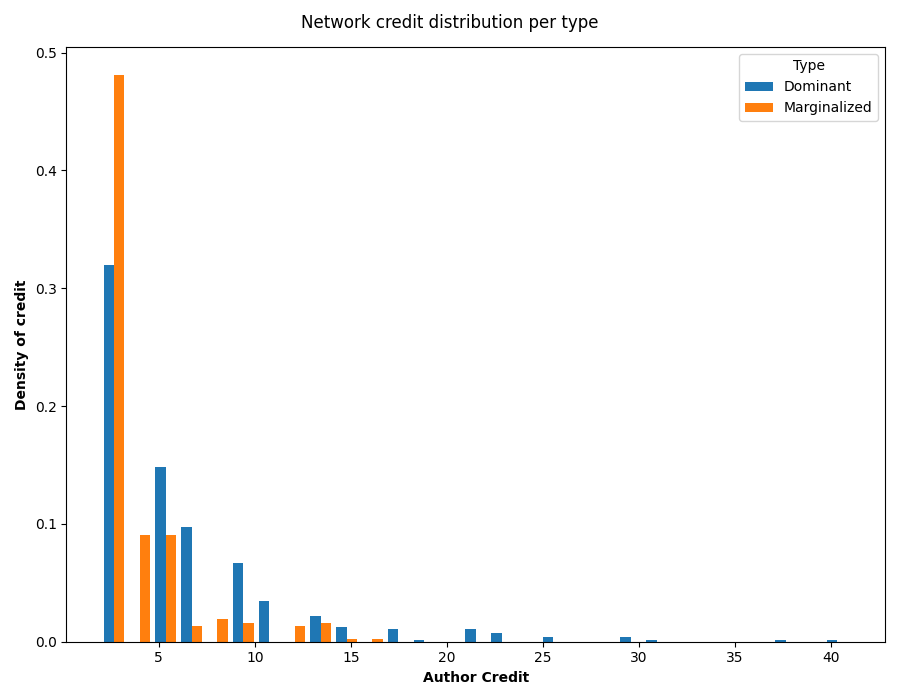 Network credit distribution per type
Type
Dominant
Marginalized
Density of credit
0.5
0.4
0.3
0.2
0.1
0.0
5 10 15 20 25 30 35 40
Author Credit